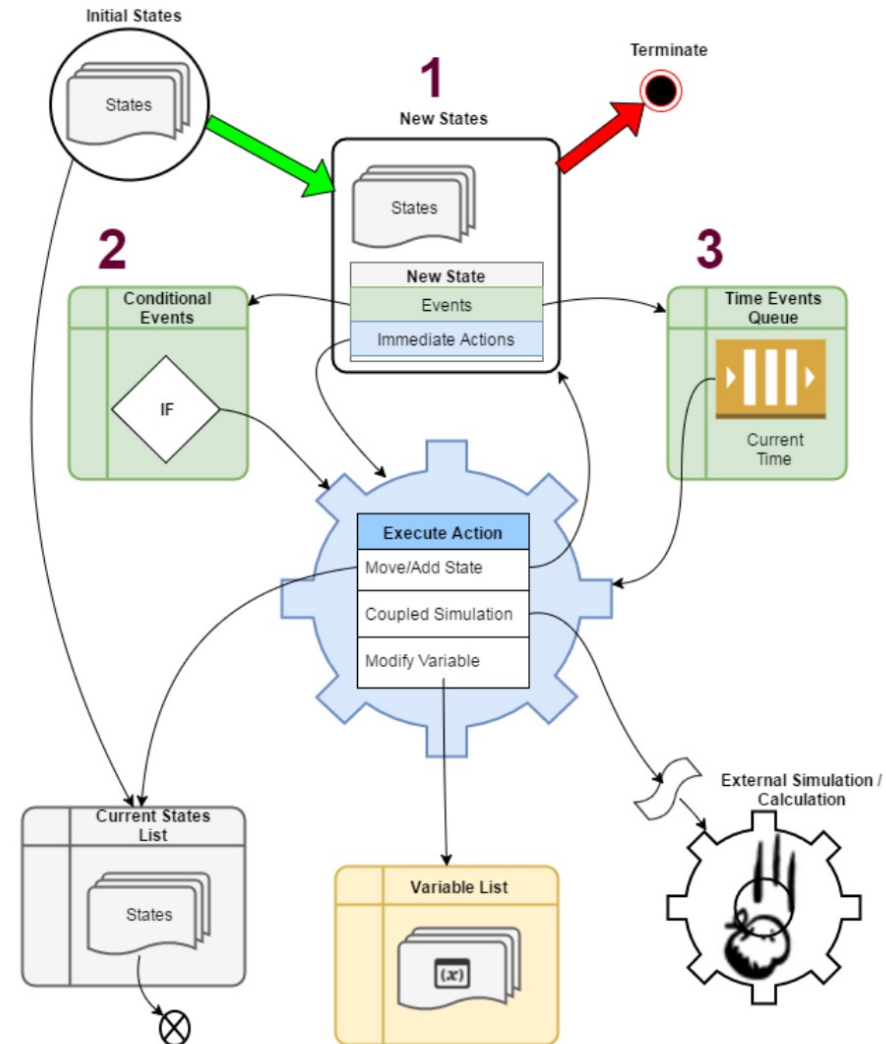 Initial States
States
1
New States
States
New State
Events
Immediate Actions
Terminate
2
Conditional
Events
IF
3
Time Events
Queue
Current
Time
Execute Action
Move/Add State
Coupled Simulation
Modify Variable
Current States
List
States
Variable List
(x)
External Simulation /
Calculation